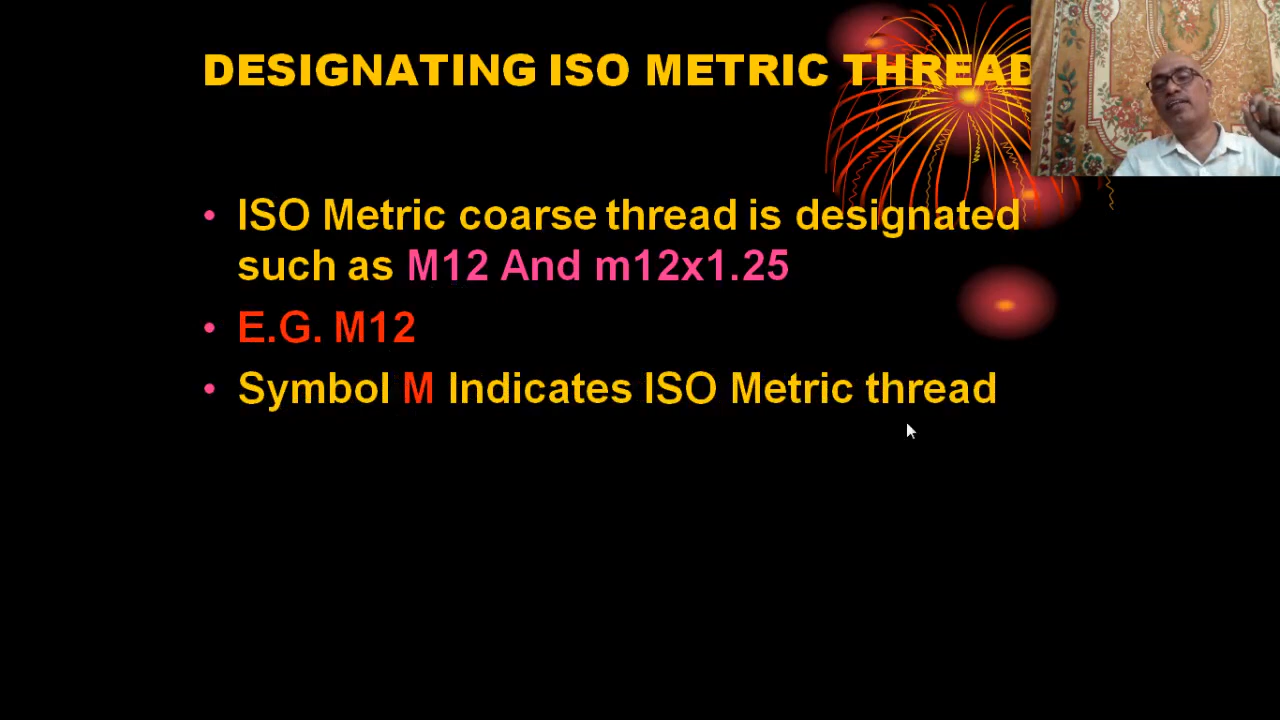 DESIGNATING ISO METRIC THREAD
• ISO Metric coarse thread is designated
such as M12 And m12x1.25
• E.G. M12
• Symbol M Indicates ISO Metric thread